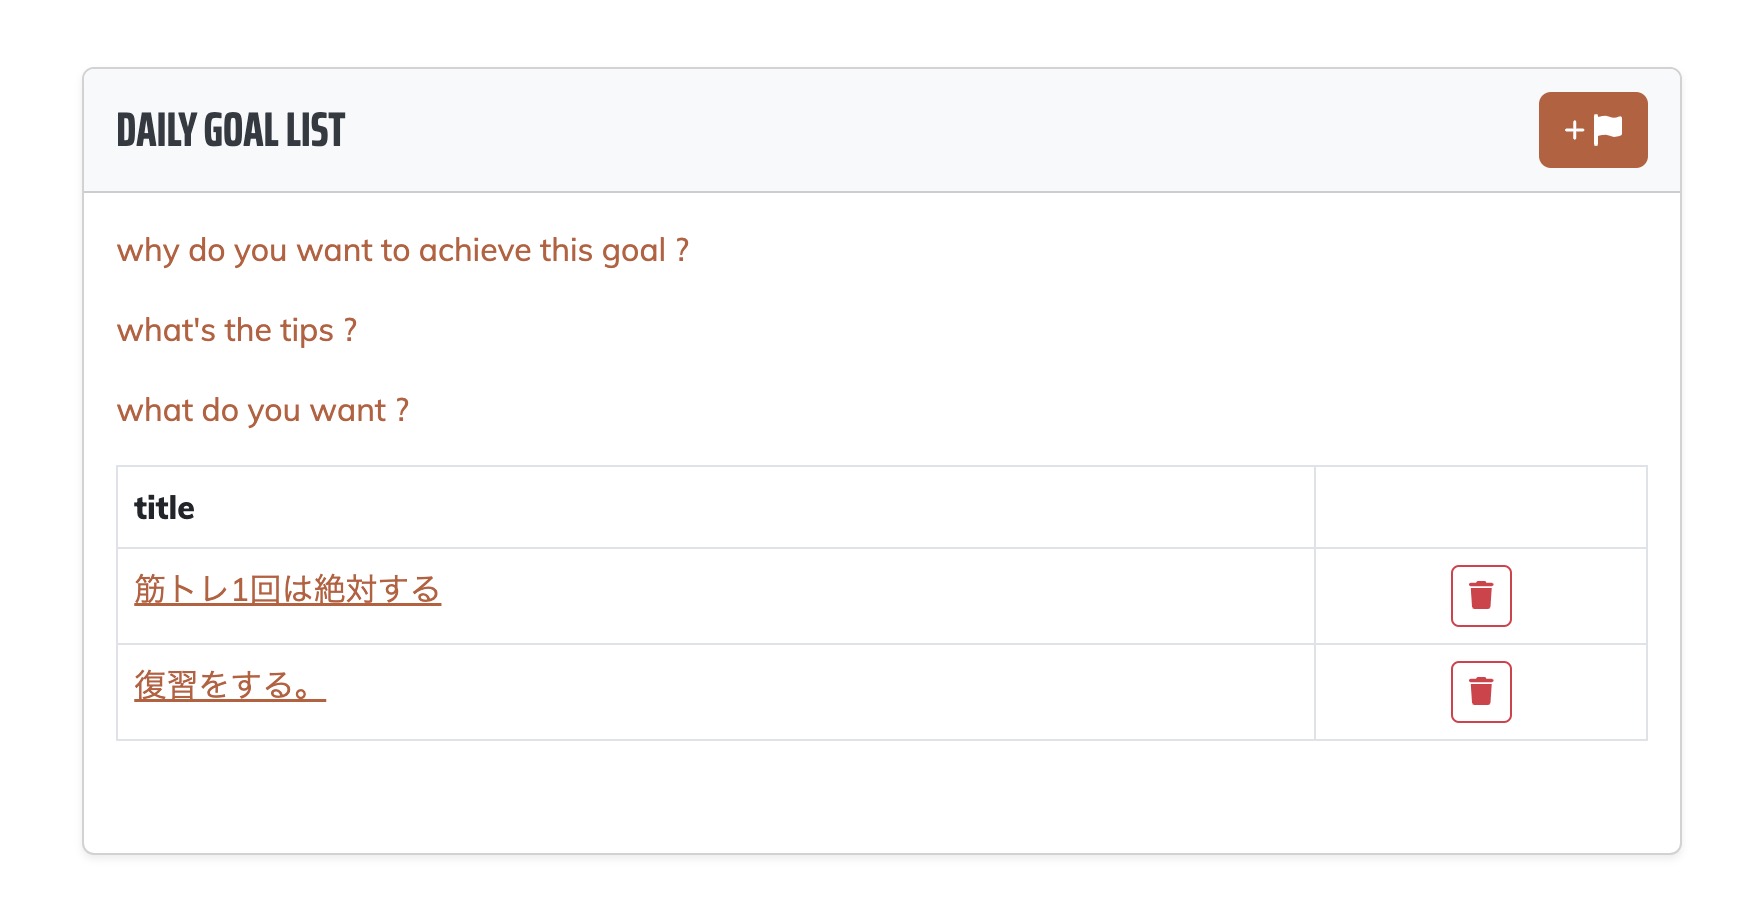 DAILY GOAL LIST
+
why do you want to achieve this goal ?
what's the tips ?
what do you want ?
title
筋トレ1回は絶対する
復習をする。